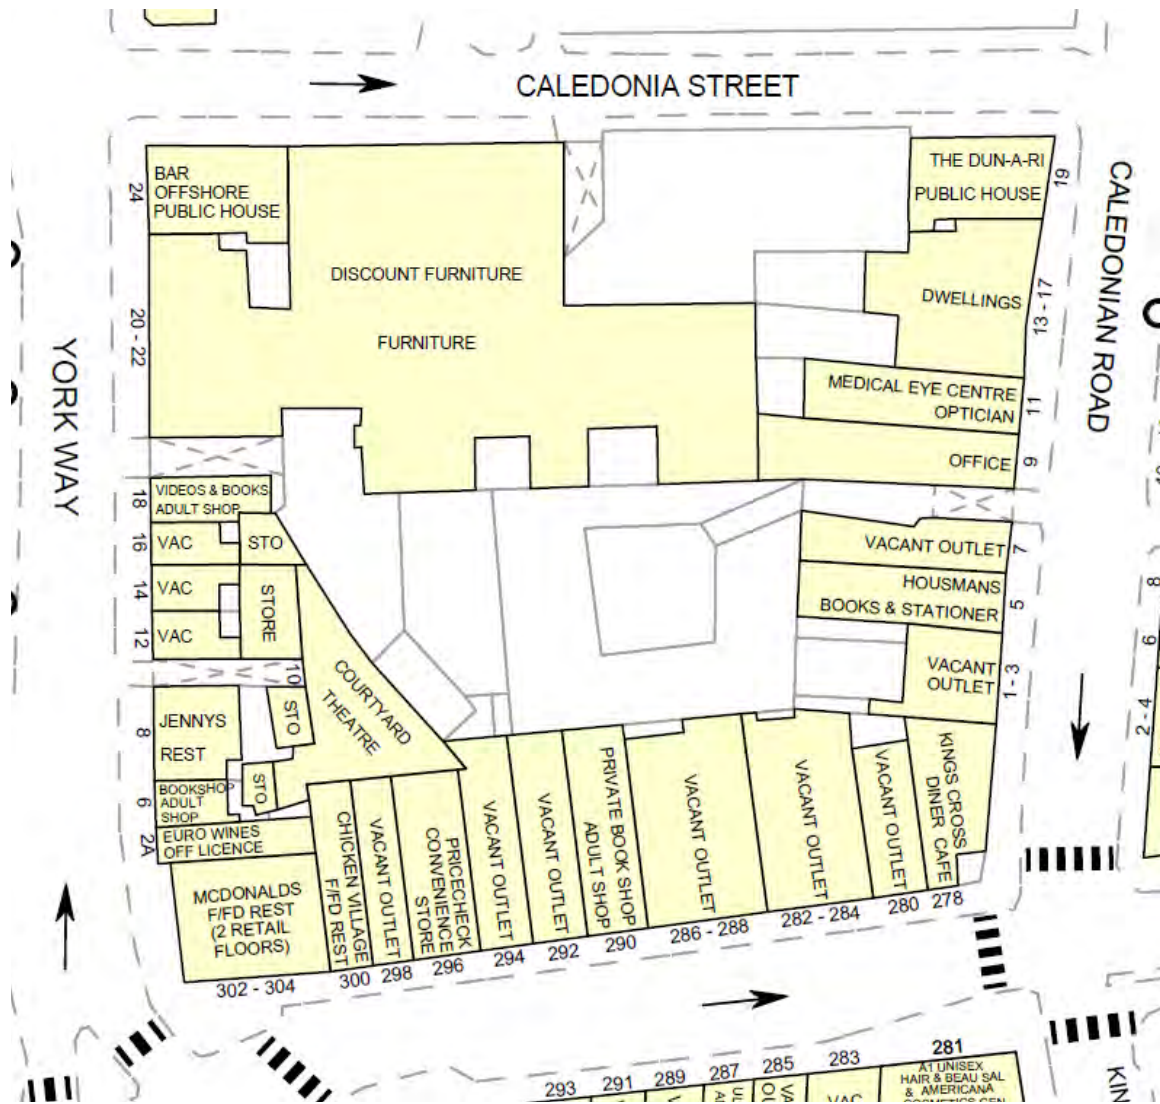 CALEDONIA STREET
BAR
OFFSHORE
PUBLIC HOUSE
24
THE DUN-A-RI
PUBLIC HOUSE
19
CALEDONIAN ROAD
DISCOUNT FURNITURE
FURNITURE
20 - 22
DWELLINGS
13 - 17
YORK WAY
MEDICAL EYE CENTRE
OPTICIAN
11
OFFICE
9
VIDEOS & BOOKS
ADULT SHOP
18
VAC
16
STO
VACANT OUTLET
7
VAC
14
STORE
HOUSMANS
BOOKS & STATIONER
5
VAC
12
10
COURTYARD
THEATRE
VACANT
OUTLET
1 - 3
8
6
2 - 4
JENNYS
REST
8
STO
STO
BOOKSHOP
ADULT
SHOP
6
EURO WINES
OFF LICENCE
2A
MCDONALDS
F/FD REST
(2 RETAIL
FLOORS)
302 - 304
CHICKEN VILLAGE
F/FD REST
300
VACANT OUTLET
298
PRICECHECK
CONVENIENCE
STORE
296
VACANT OUTLET
294
VACANT OUTLET
292
PRIVATE BOOK SHOP
ADULT SHOP
290
VACANT OUTLET
286 - 288
VACANT OUTLET
282 - 284
VACANT OUTLET
280
KINGS CROSS
DINER CAFE
278
293
291
289
287
285
283
281
A1 UNISEX
HAIR & BEAU SAL
& AMERICANA
VAC
KIN